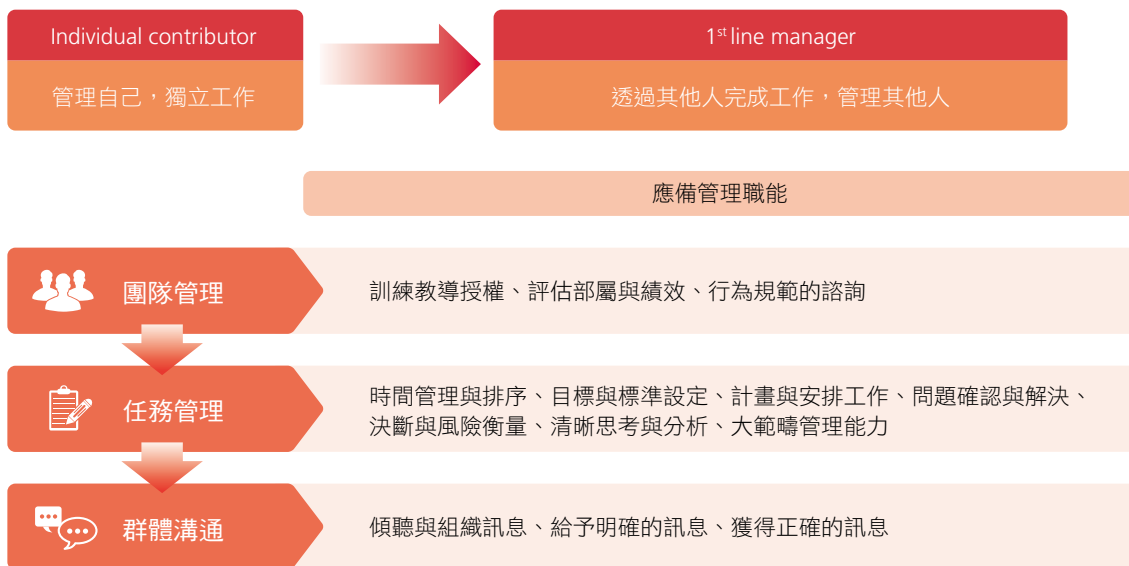 Individual contributor
1st line manager
管理自己，獨立工作
透過其他人完成工作，管理其他人
應備管理職能
團隊管理
訓練教導授權、評估部屬與績效、行為規範的諮詢
任務管理
時間管理與排序、目標與標準設定、計畫與安排工作、問題確認與解決、
決斷與風險衡量、清晰思考與分析、大範疇管理能力
群體溝通
傾聽與組織訊息、給予明確的訊息、獲得正確的訊息